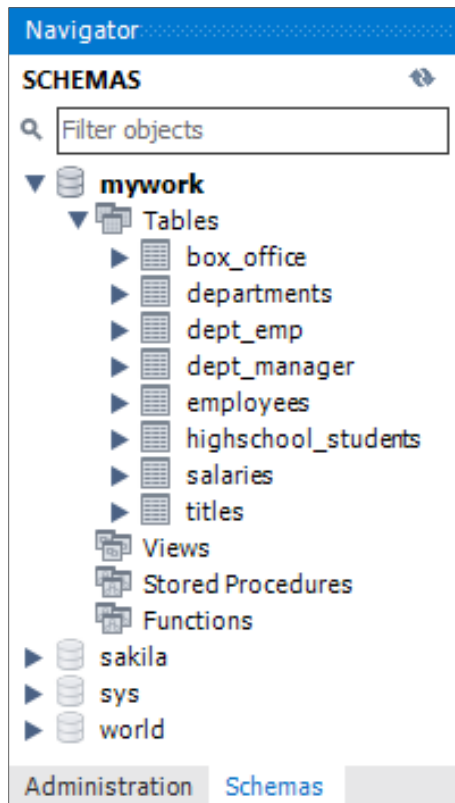 Navigator
SCHEMAS
Filter objects
mywork
Tables
box_office
departments
dept_emp
dept_manager
employees
highschool_students
salaries
titles
Views
Stored Procedures
Functions
sakila
sys
world
Administration Schemas